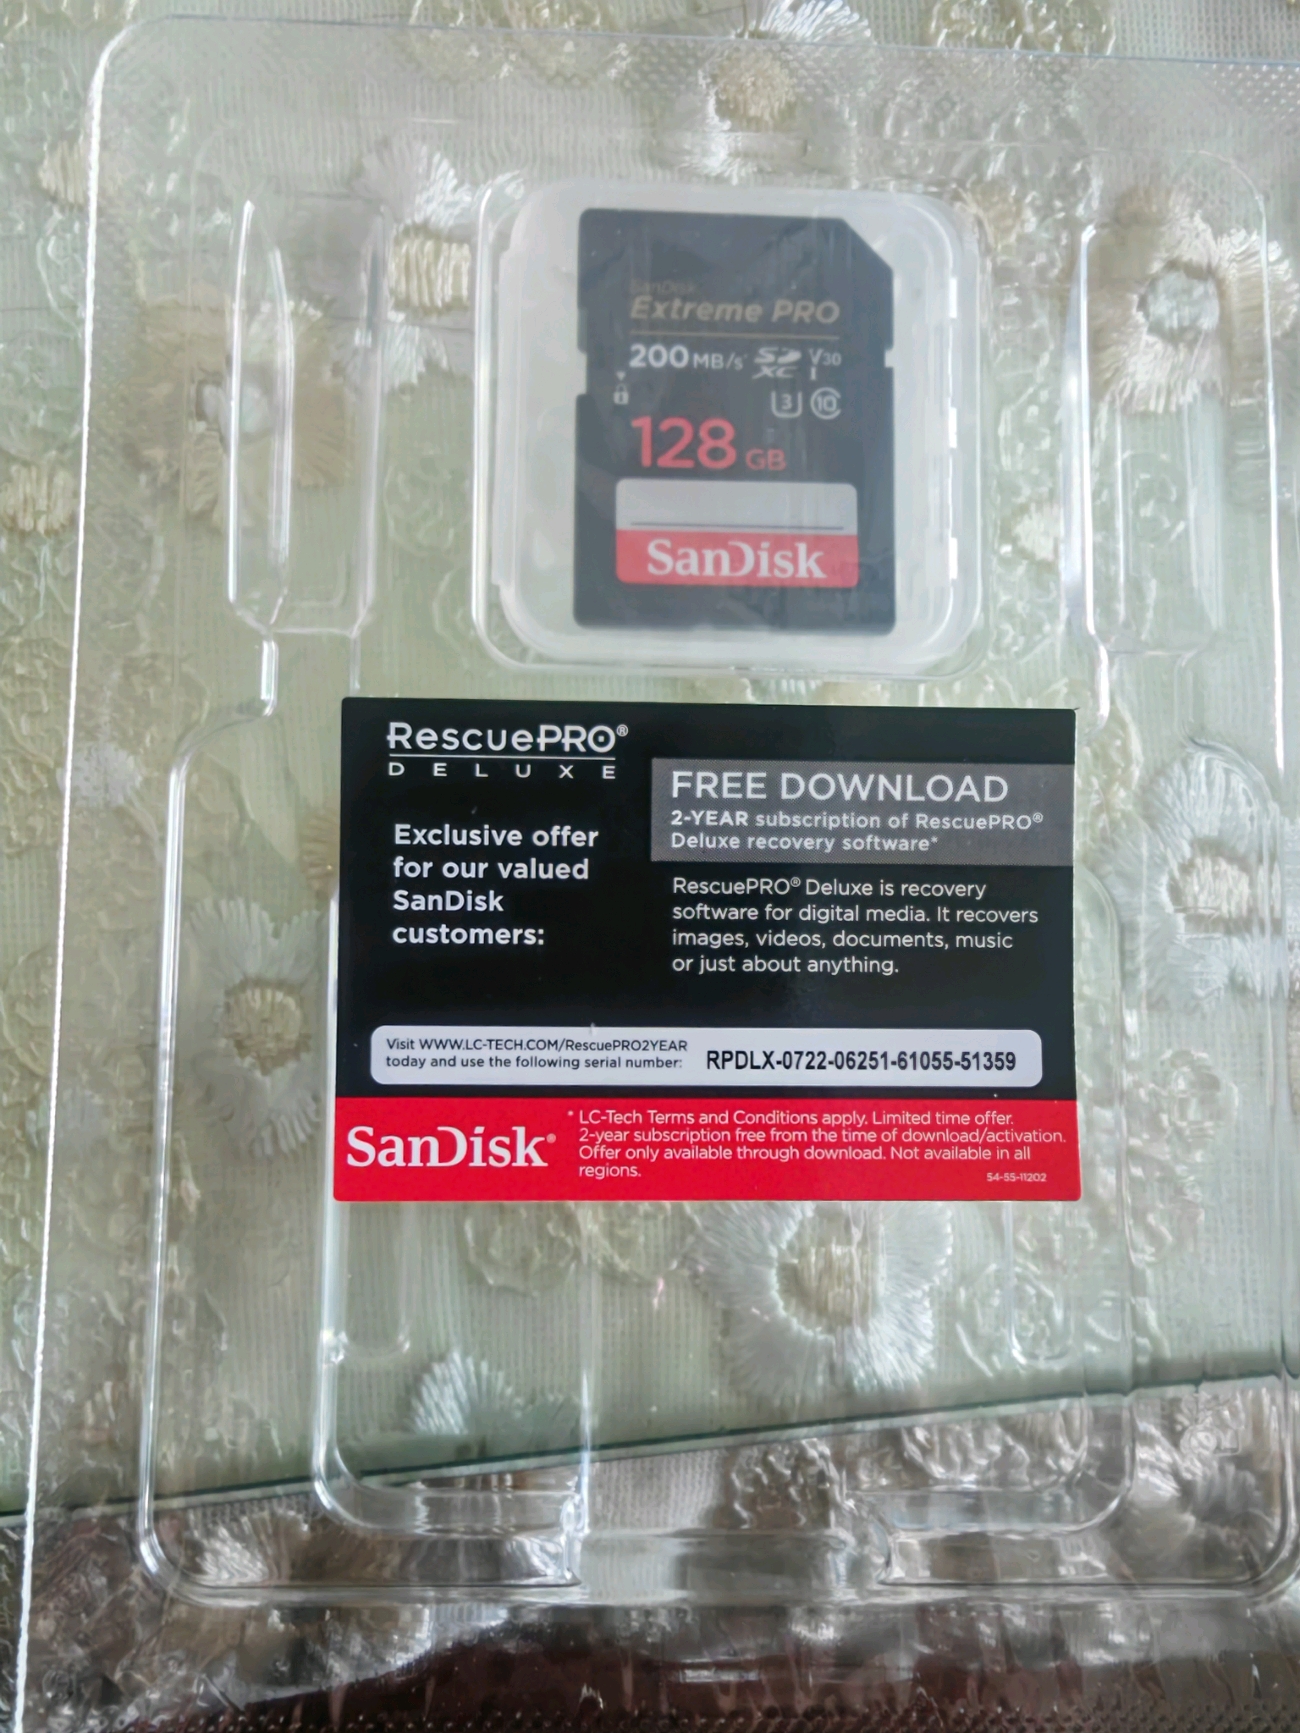 SanDisk
Extreme PRO
200 MB/s SD XC V30 I
3 10
128 GB
SanDisk
RescuePRO®
DELUXE
Exclusive offer
for our valued
SanDisk
customers:
FREE DOWNLOAD
2-YEAR subscription of RescuePRO®
Deluxe recovery software*
RescuePRO® Deluxe is recovery
software for digital media. It recovers
images, videos, documents, music
or just about anything.
Visit WWW.LC-TECH.COM/RescuePRO2YEAR
today and use the following serial number:
RPDLX-0722-06251-61055-51359
SanDisk®
* LC-Tech Terms and Conditions apply. Limited time offer.
2-year subscription free from the time of download/activation.
Offer only available through download. Not available in all
regions.
54-55-11202